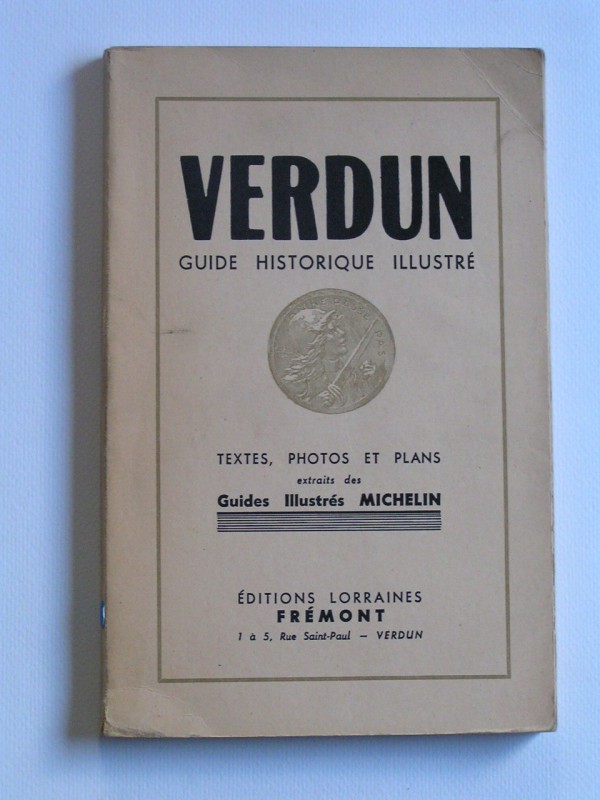 VERDUN
GUIDE HISTORIQUE ILLUSTRÉ
TEXTES, PHOTOS ET PLANS
extraits des
Guides Illustrés MICHELIN
ÉDITIONS LORRAINES
FRÉMONT
1 à 5, Rue Saint-Paul — VERDUN